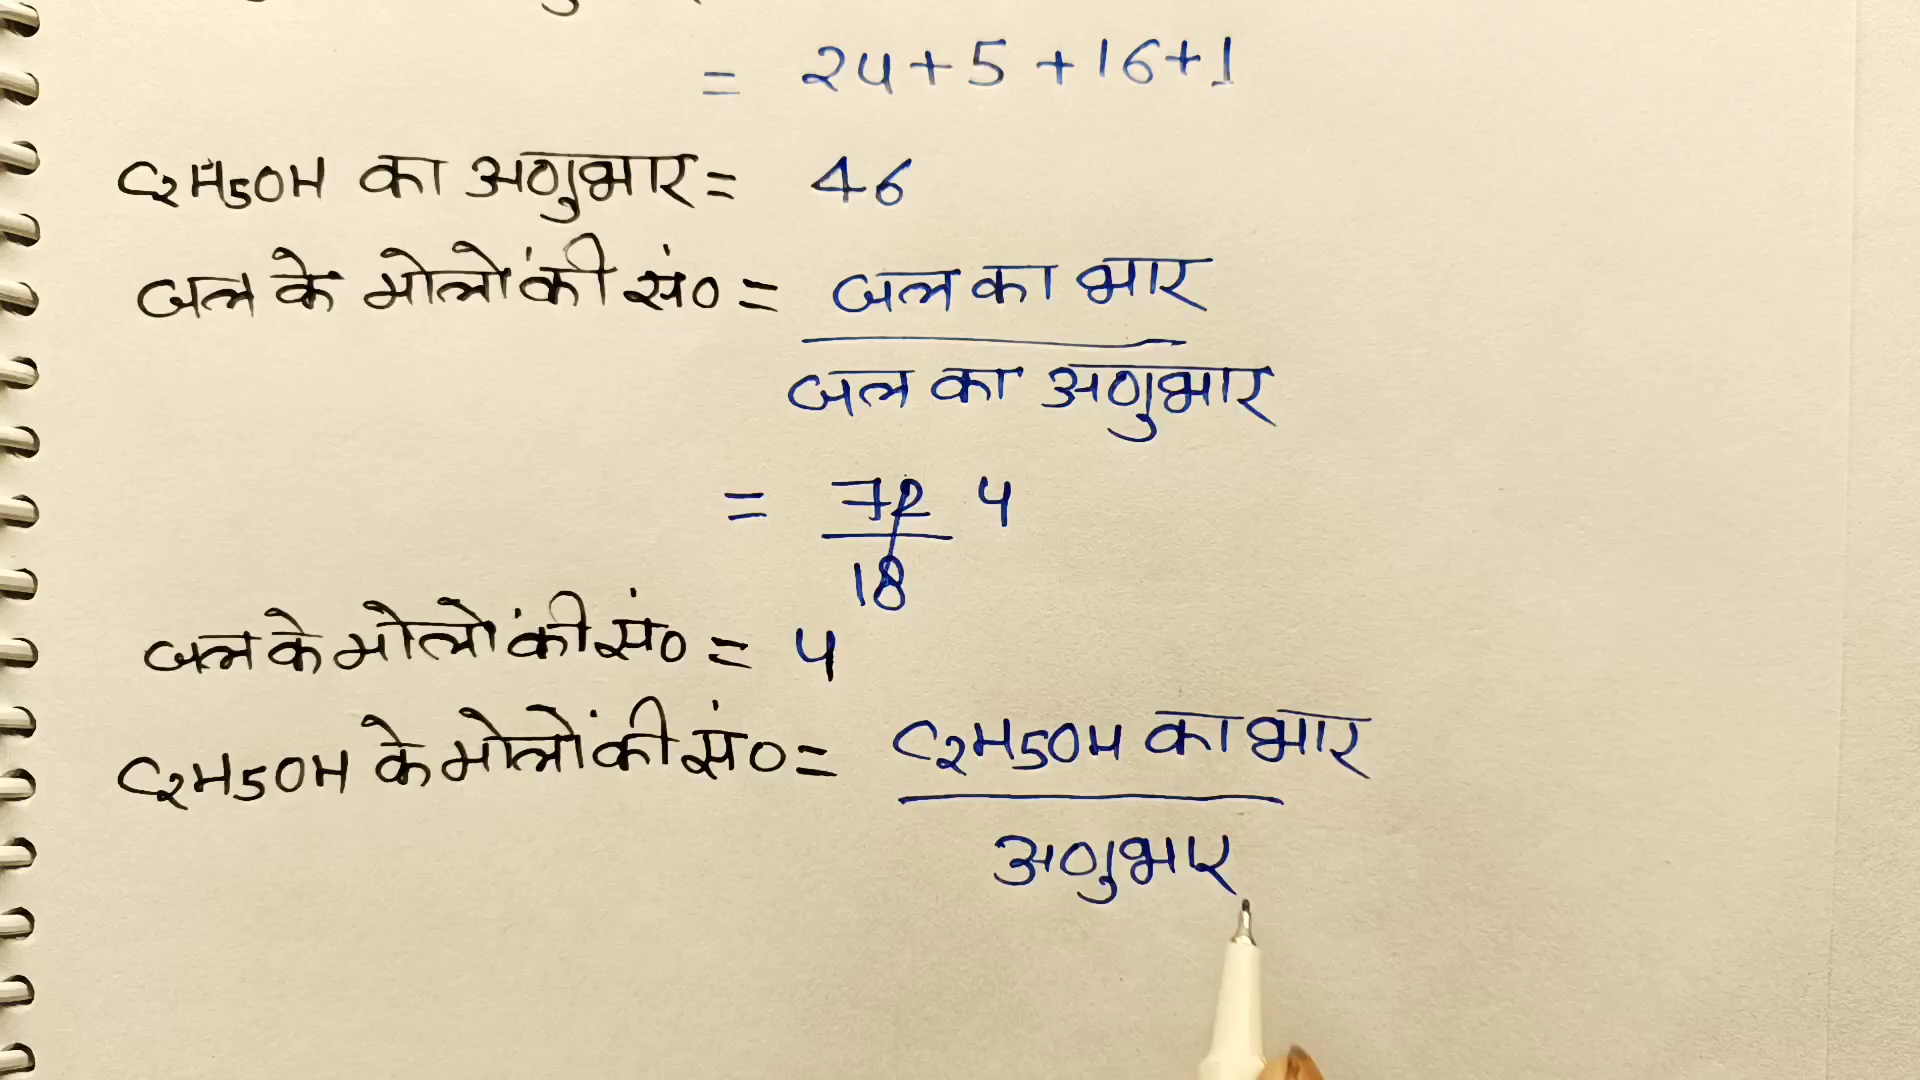 = 24+5+16+1
C2H5OH का अणुभार = 46
जल के मोलों की सं० = जल का भार
जल का अणुभार
= 72 4
18
जल के मोलों की सं० = 4
C2H5OH के मोलों की सं० = C2H5OH का भार
अणुभार